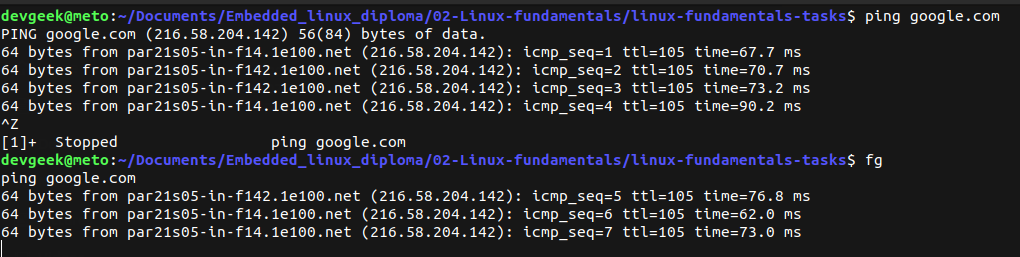 devgeek@meto:~/Documents/Embedded_linux_diploma/02-Linux-fundamentals/linux-fundamentals-tasks$ ping google.com
PING google.com (216.58.204.142) 56(84) bytes of data.
64 bytes from par21s05-in-f14.1e100.net (216.58.204.142): icmp_seq=1 ttl=105 time=67.7 ms
64 bytes from par21s05-in-f142.1e100.net (216.58.204.142): icmp_seq=2 ttl=105 time=70.7 ms
64 bytes from par21s05-in-f142.1e100.net (216.58.204.142): icmp_seq=3 ttl=105 time=73.2 ms
64 bytes from par21s05-in-f14.1e100.net (216.58.204.142): icmp_seq=4 ttl=105 time=90.2 ms
^Z
[1]+  Stopped                 ping google.com
devgeek@meto:~/Documents/Embedded_linux_diploma/02-Linux-fundamentals/linux-fundamentals-tasks$ fg
ping google.com
64 bytes from par21s05-in-f142.1e100.net (216.58.204.142): icmp_seq=5 ttl=105 time=76.8 ms
64 bytes from par21s05-in-f14.1e100.net (216.58.204.142): icmp_seq=6 ttl=105 time=62.0 ms
64 bytes from par21s05-in-f14.1e100.net (216.58.204.142): icmp_seq=7 ttl=105 time=73.0 ms